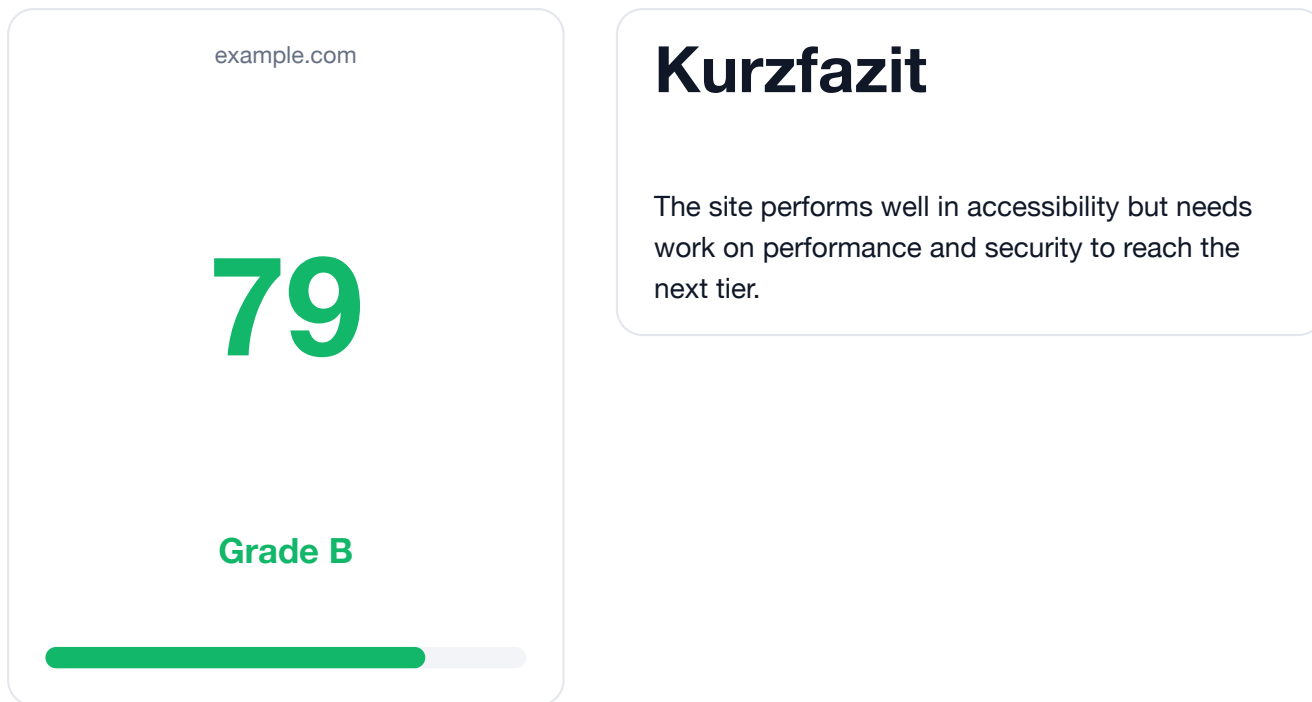 example.com
79
Grade B
Kurzfazit
The site performs well in accessibility but needs
work on performance and security to reach the
next tier.